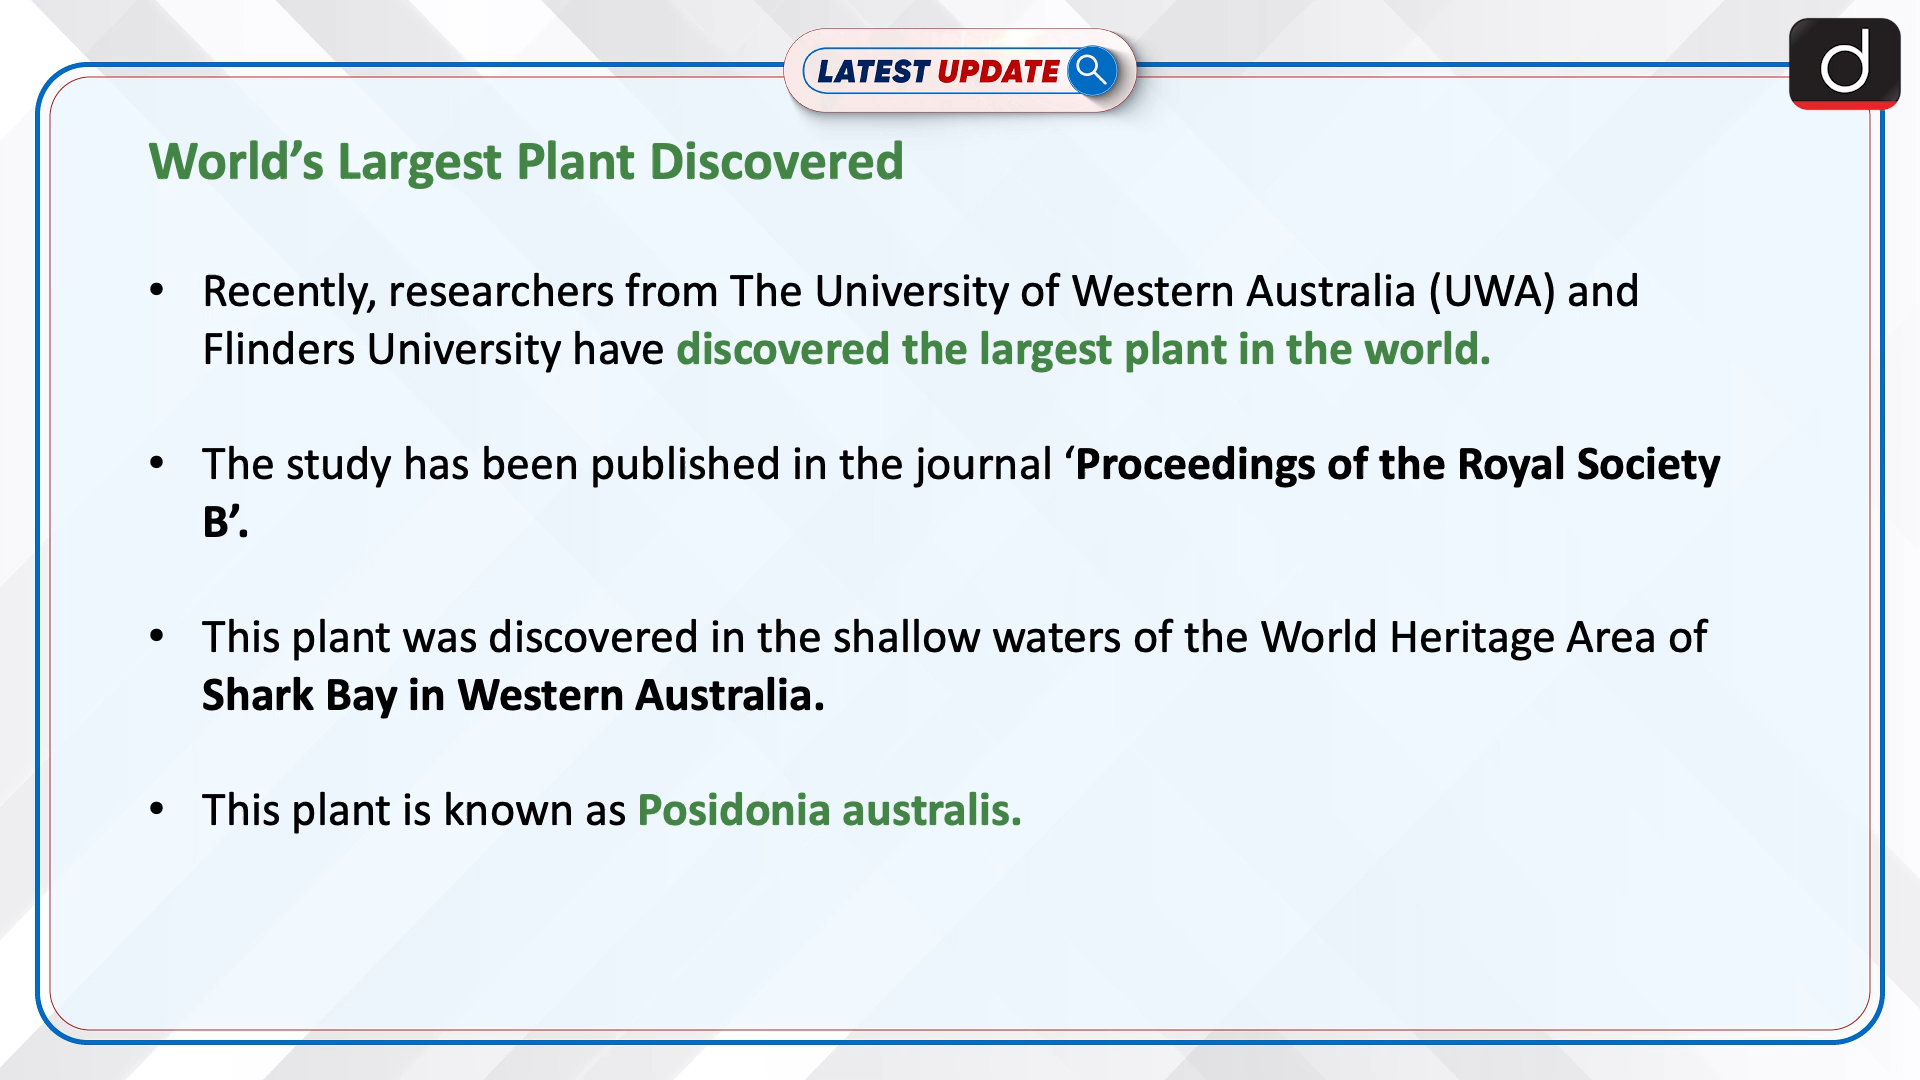 LATEST UPDATE
d
World’s Largest Plant Discovered
• Recently, researchers from The University of Western Australia (UWA) and
Flinders University have discovered the largest plant in the world.
• The study has been published in the journal ‘Proceedings of the Royal Society
B’.
• This plant was discovered in the shallow waters of the World Heritage Area of
Shark Bay in Western Australia.
• This plant is known as Posidonia australis.